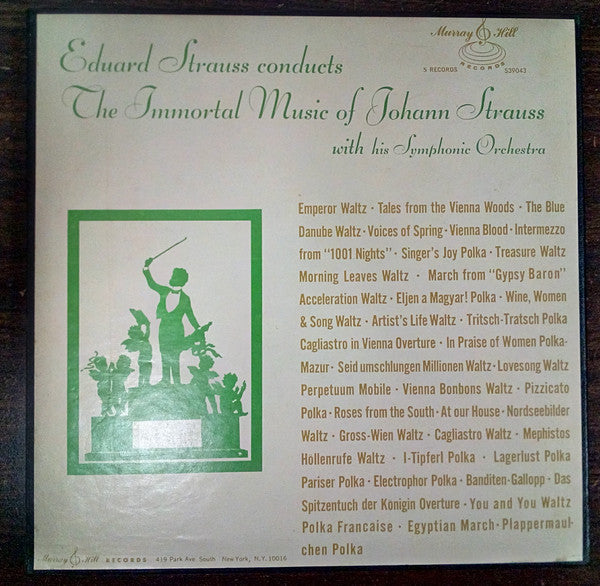 Murray Hill
RECORDS
5 RECORDS S39043
Eduard Strauss conducts
The Immortal Music of Johann Strauss
with his Symphonic Orchestra
Emperor Waltz · Tales from the Vienna Woods · The Blue
Danube Waltz · Voices of Spring · Vienna Blood · Intermezzo
from "1001 Nights" · Singer's Joy Polka · Treasure Waltz
Morning Leaves Waltz · March from "Gypsy Baron"
Acceleration Waltz · Eljen a Magyar! Polka · Wine, Women
& Song Waltz · Artist's Life Waltz · Tritsch-Tratsch Polka
Cagliastro in Vienna Overture · In Praise of Women Polka-
Mazur · Seid umschlungen Millionen Waltz · Lovesong Waltz
Perpetuum Mobile · Vienna Bonbons Waltz · Pizzicato
Polka · Roses from the South · At our House · Nordseebilder
Waltz · Gross-Wien Waltz · Cagliastro Waltz · Mephistos
Höllenrufe Waltz · I-Tipferl Polka · Lagerlust Polka
Pariser Polka · Electrophor Polka · Banditen-Gallopp · Das
Spitzentuch der Königin Overture · You and You Waltz
Polka Francaise · Egyptian March · Plappermaul-
chen Polka
Murray Hill RECORDS 419 Park Ave. South New York, N.Y. 10016